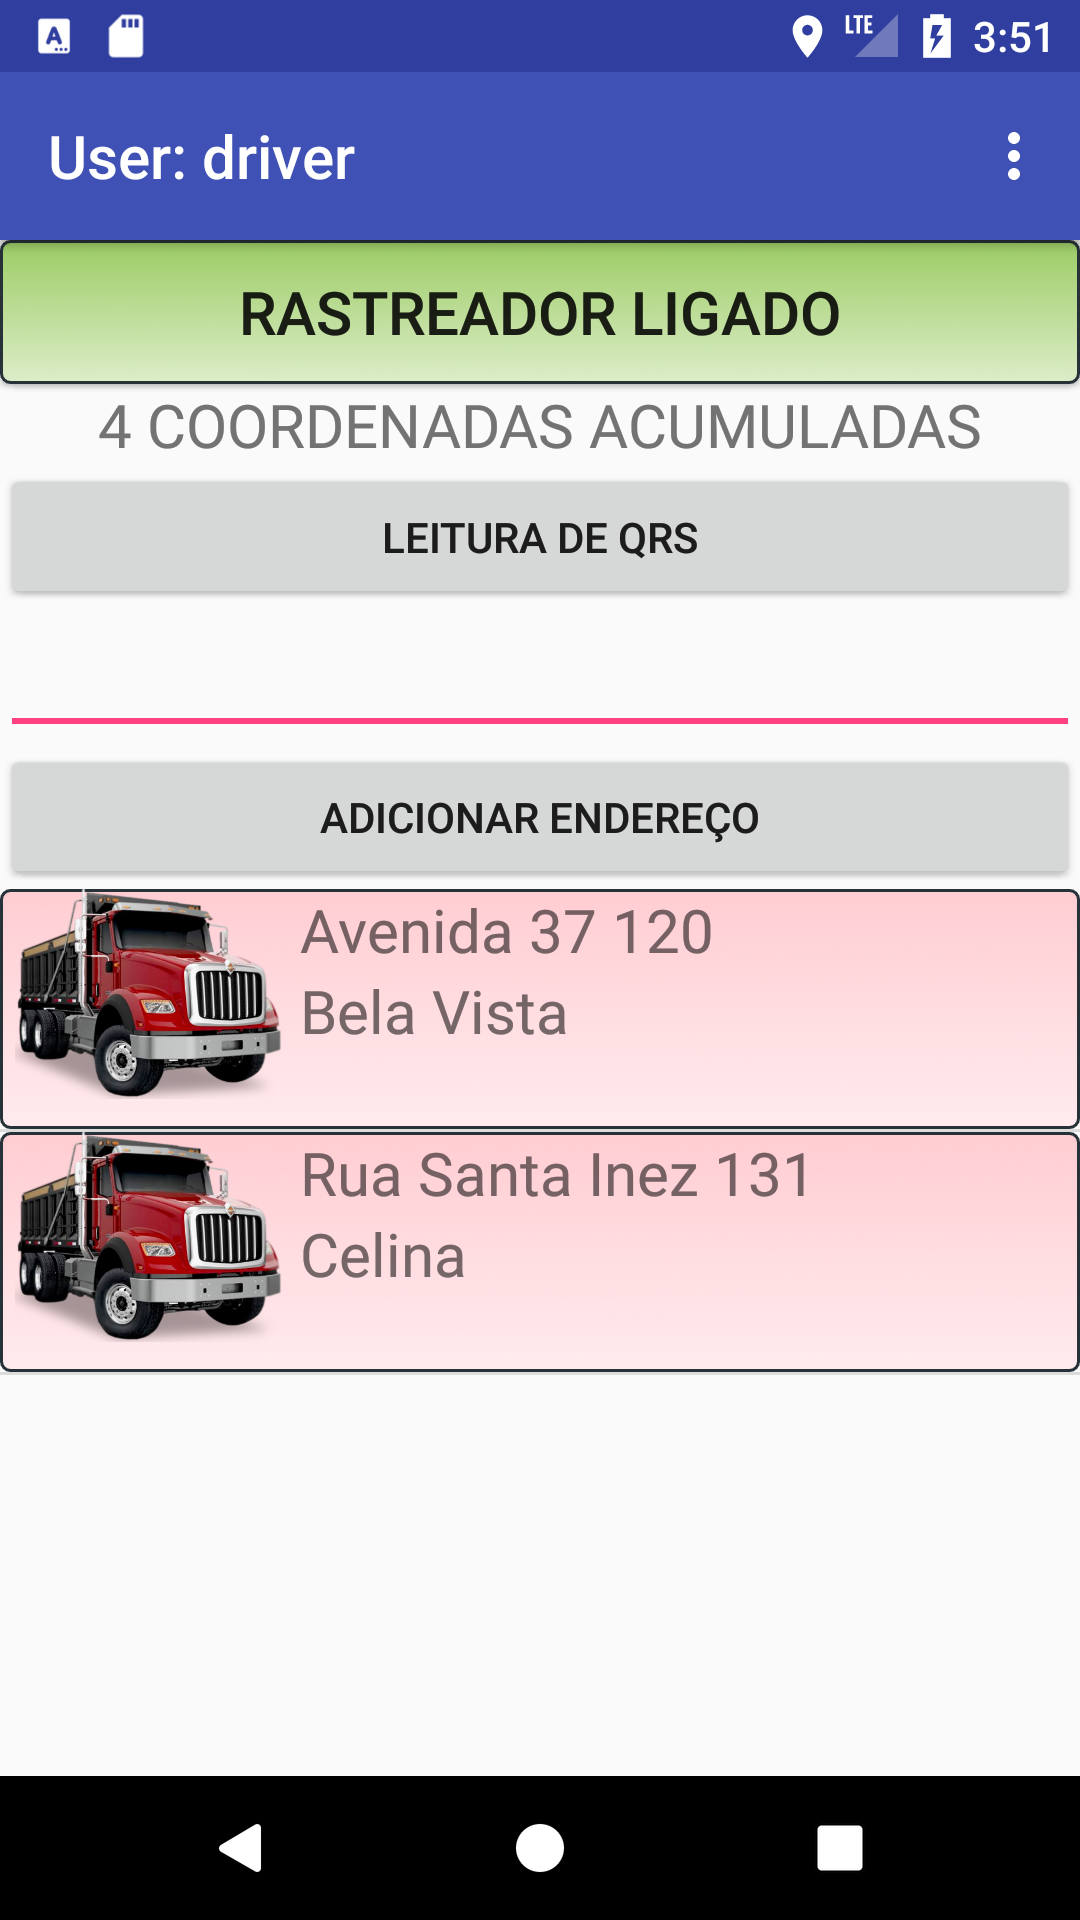 A
LTE
3:51
User: driver
RASTREADOR LIGADO
4 COORDENADAS ACUMULADAS
LEITURA DE QRS
ADICIONAR ENDEREÇO
Avenida 37 120
Bela Vista
Rua Santa Inez 131
Celina